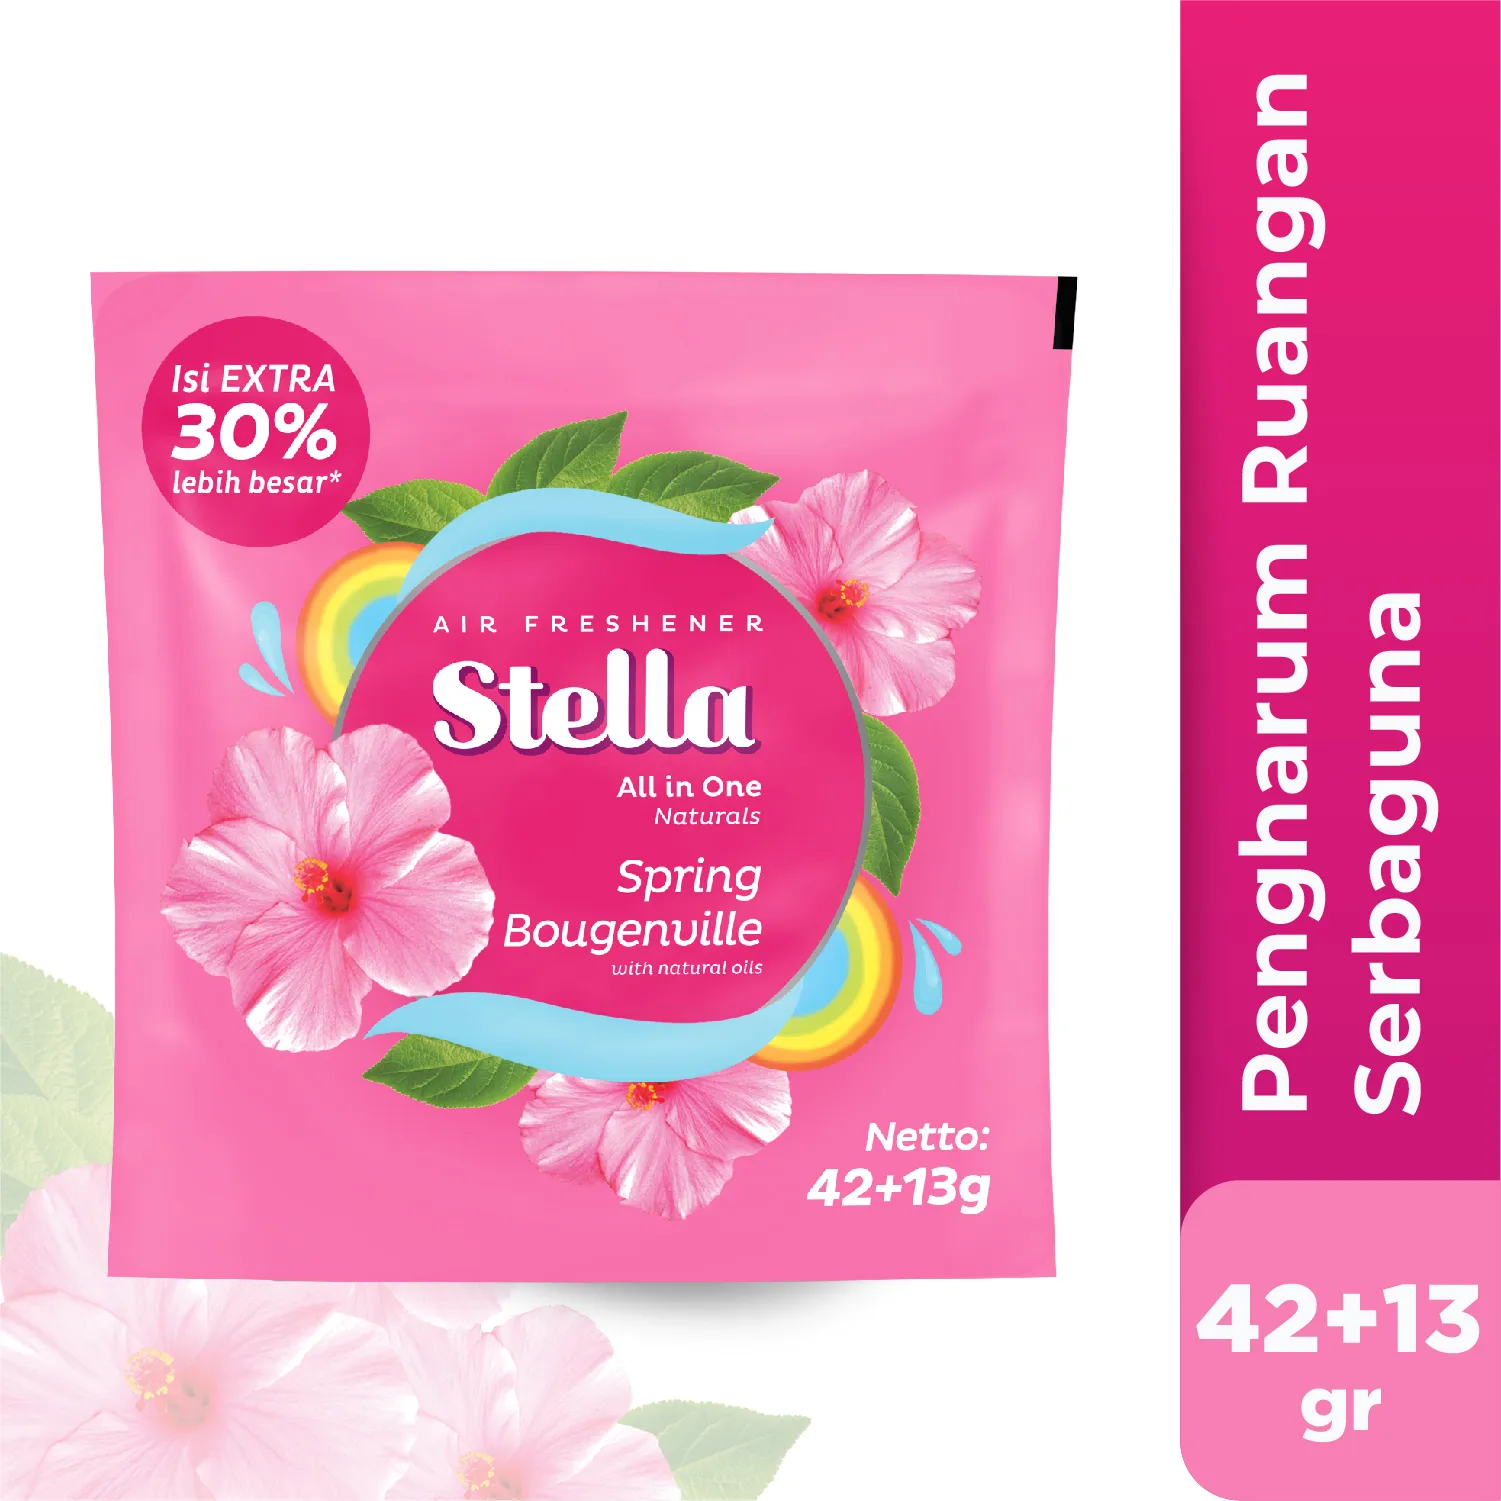 Isi EXTRA
30%
lebih besar*
AIR FRESHENER
Stella
All in One
Naturals
Spring
Bougenville
with natural oils
Netto:
42+13g
Pengharum Ruangan
Serbaguna
42+13
gr